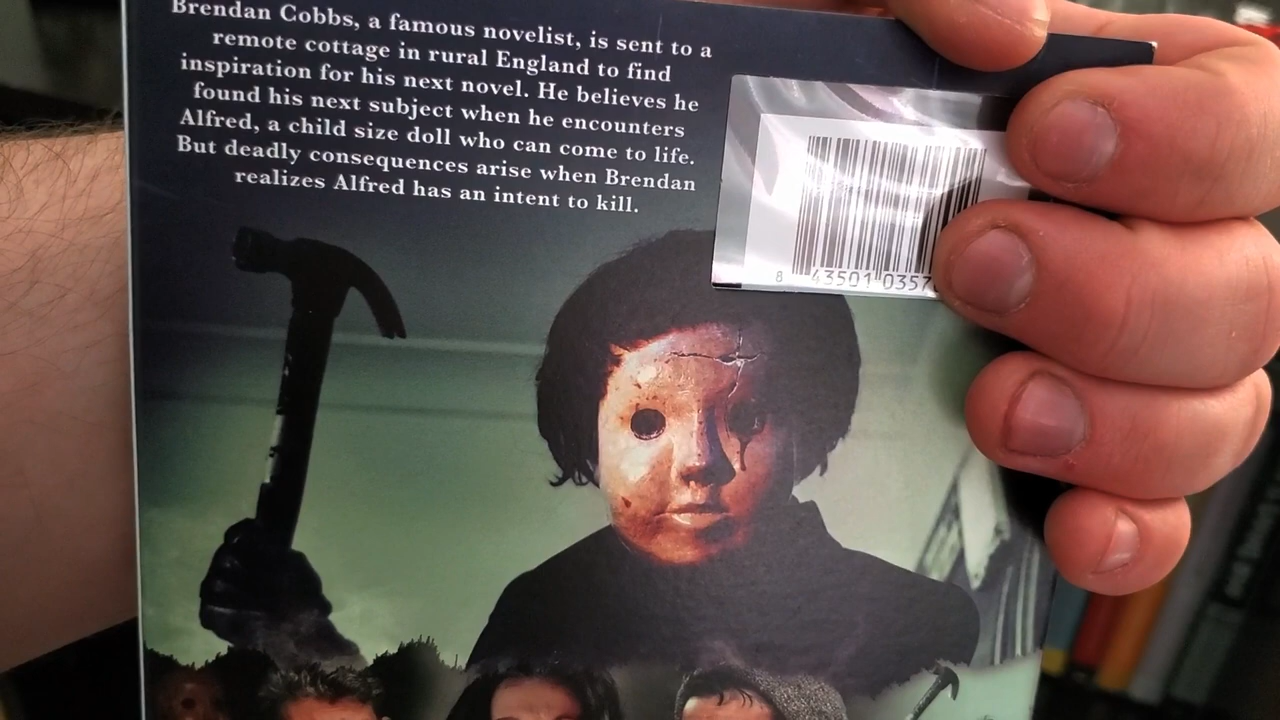 Brendan Cobbs, a famous novelist, is sent to a
remote cottage in rural England to find
inspiration for his next novel. He believes he
found his next subject when he encounters
Alfred, a child size doll who can come to life.
But deadly consequences arise when Brendan
realizes Alfred has an intent to kill.
8 43501 0357